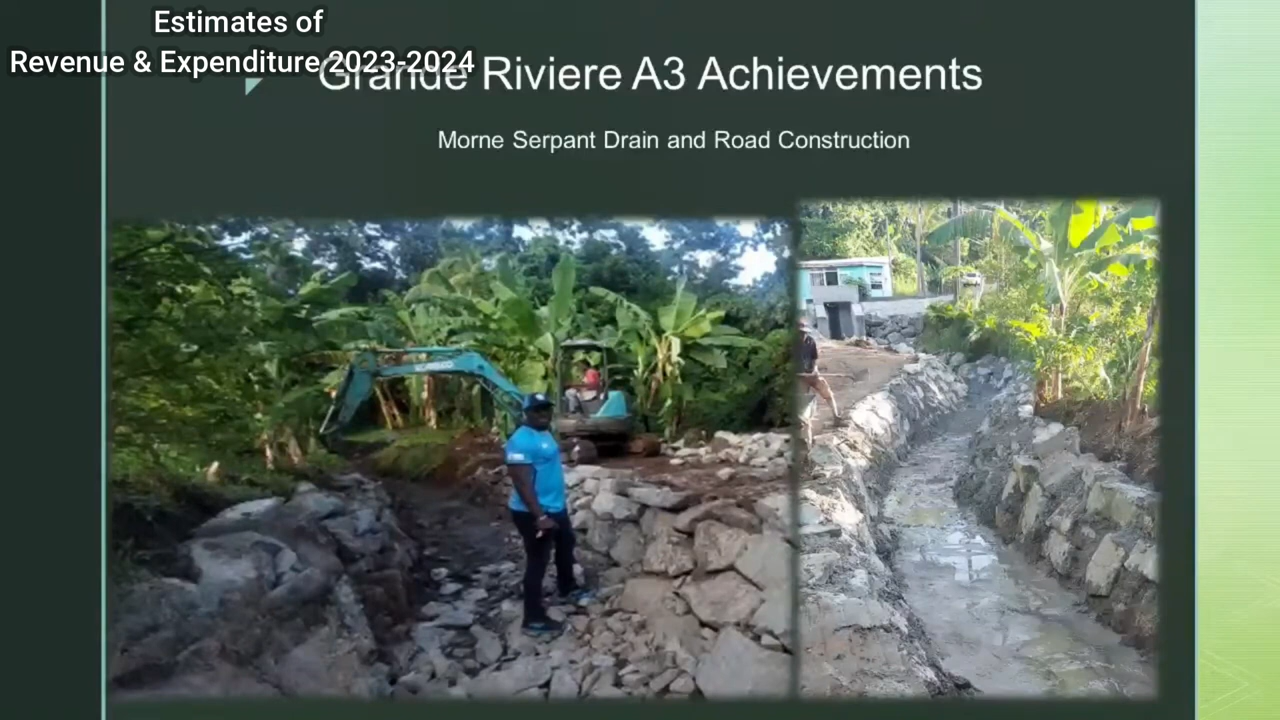 Estimates of
Revenue & Expenditure 2023-2024
Grande Riviere A3 Achievements
Morne Serpant Drain and Road Construction